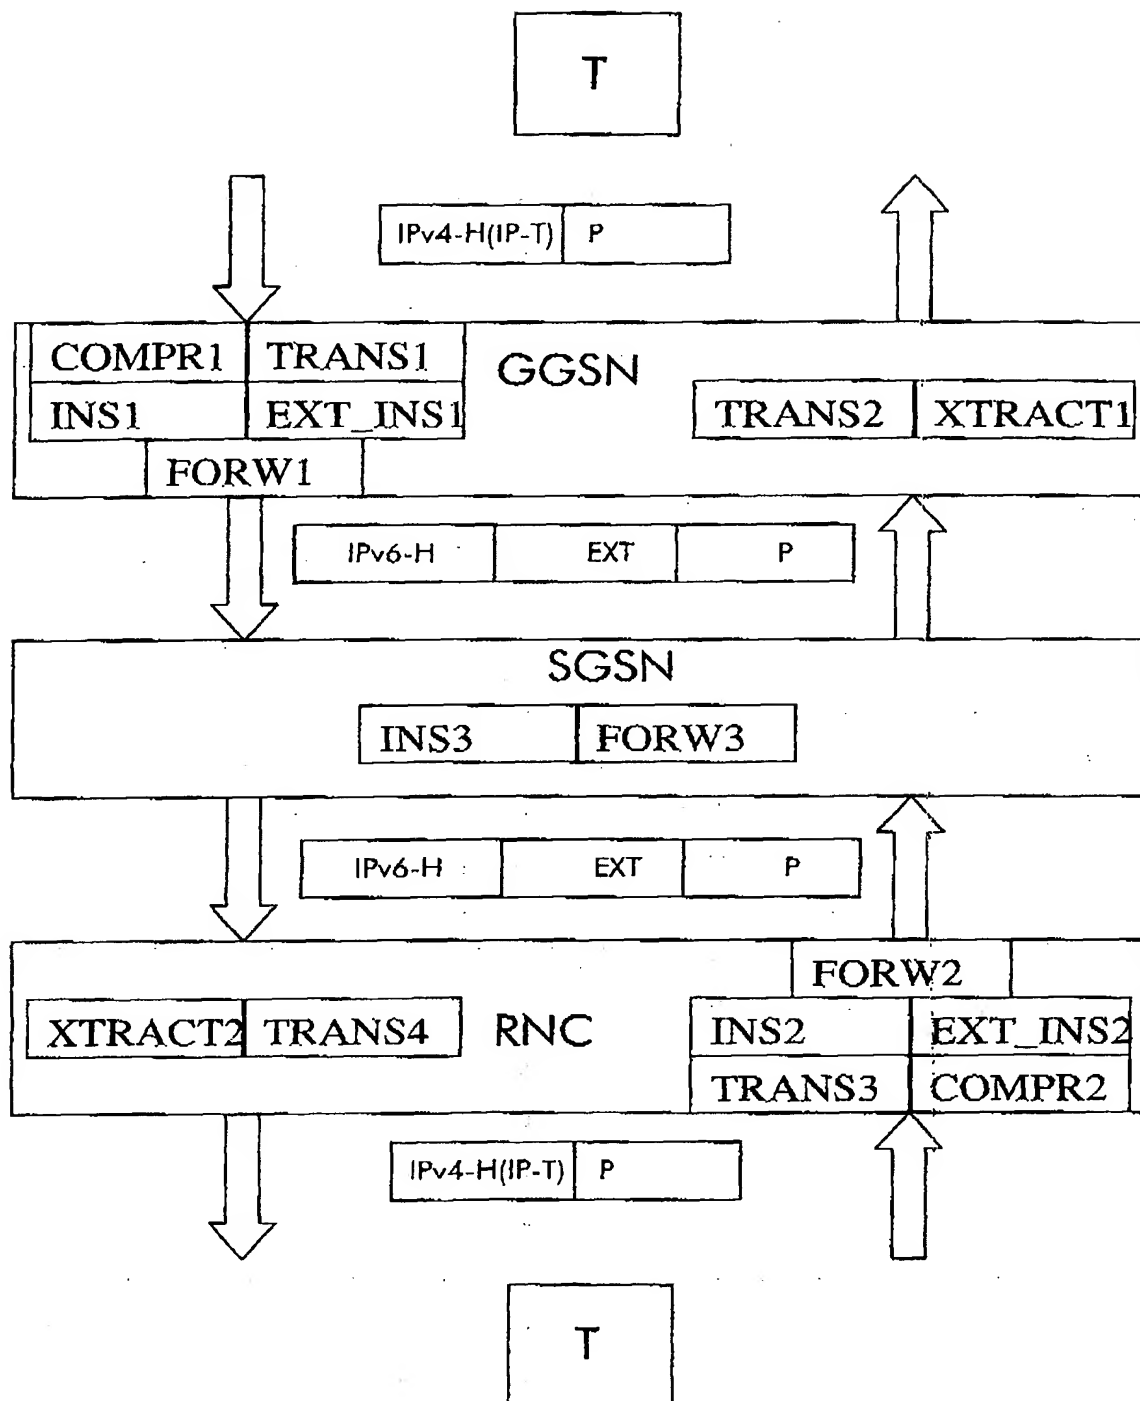 T
IPv4-H(IP-T) P
COMPR1 TRANS1
GGSN
INS1 EXT_INS1
TRANS2 XTRACT1
FORW1
IPv6-H EXT P
SGSN
INS3 FORW3
IPv6-H EXT P
FORW2
XTRACT2 TRANS4
RNC
INS2 EXT_INS2
TRANS3 COMPR2
IPv4-H(IP-T) P
T